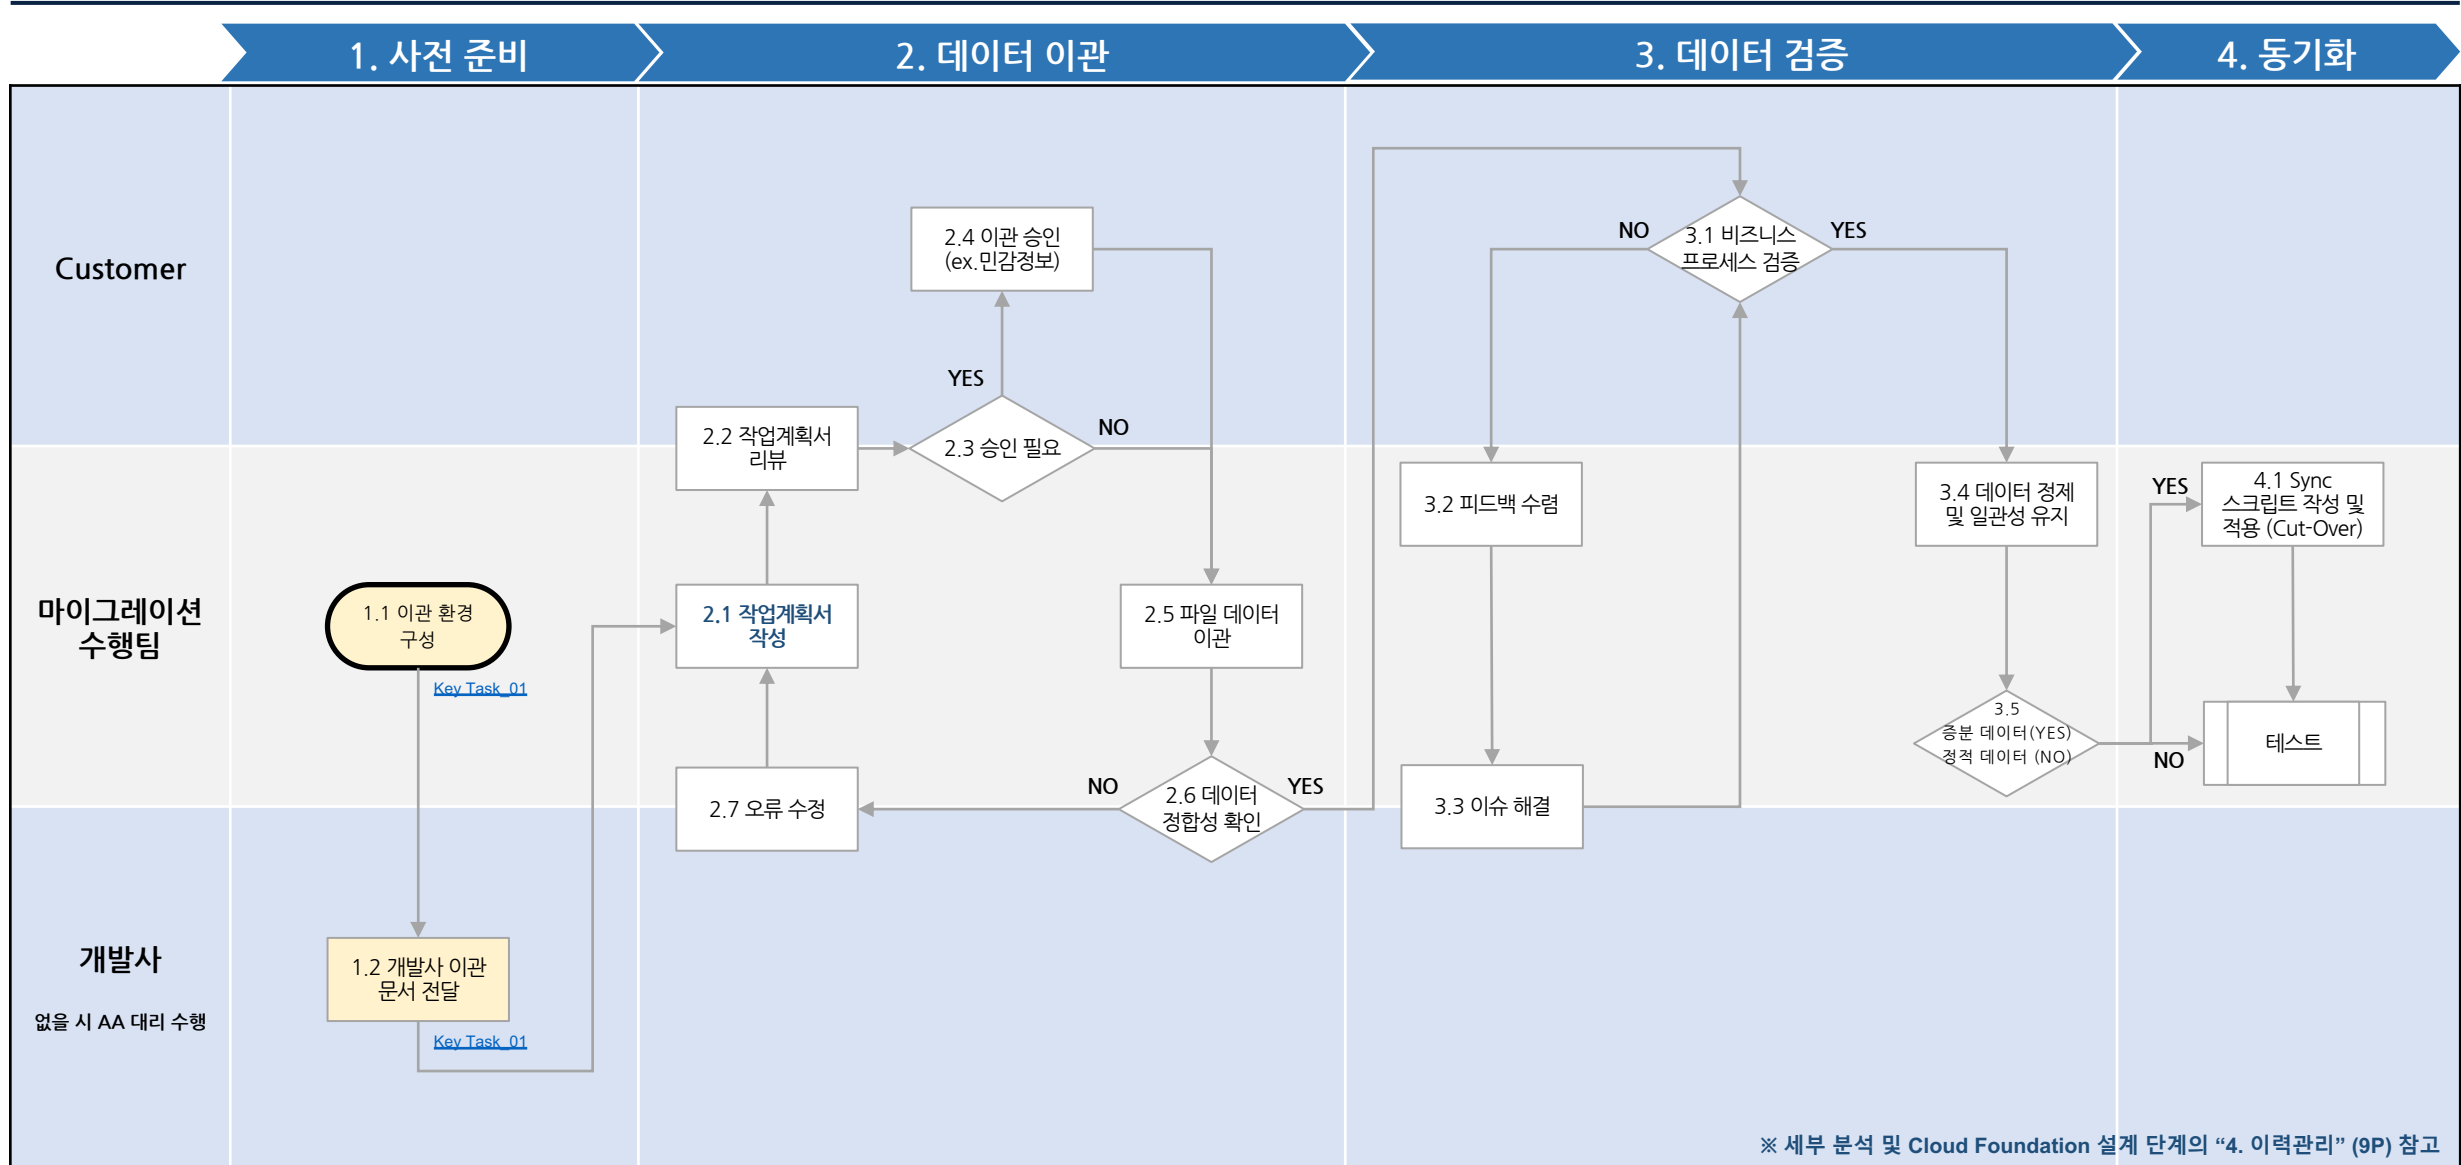 1. 사전 준비
2. 데이터 이관
3. 데이터 검증
4. 동기화
Customer
2.4 이관 승인
(ex.민감정보)
NO
3.1 비즈니스
프로세스 검증
YES
YES
2.2 작업계획서
리뷰
2.3 승인 필요
NO
마이그레이션
수행팀
1.1 이관 환경
구성
Key Task_01
2.1 작업계획서
작성
2.5 파일 데이터
이관
3.2 피드백 수렴
3.4 데이터 정제
및 일관성 유지
YES
4.1 Sync
스크립트 작성 및
적용 (Cut-Over)
3.5
증분 데이터(YES)
정적 데이터 (NO)
NO
테스트
2.7 오류 수정
NO
2.6 데이터
정합성 확인
YES
3.3 이슈 해결
개발사
없을 시 AA 대리 수행
1.2 개발사 이관
문서 전달
Key Task_01
※ 세부 분석 및 Cloud Foundation 설계 단계의 “4. 이력관리” (9P) 참고